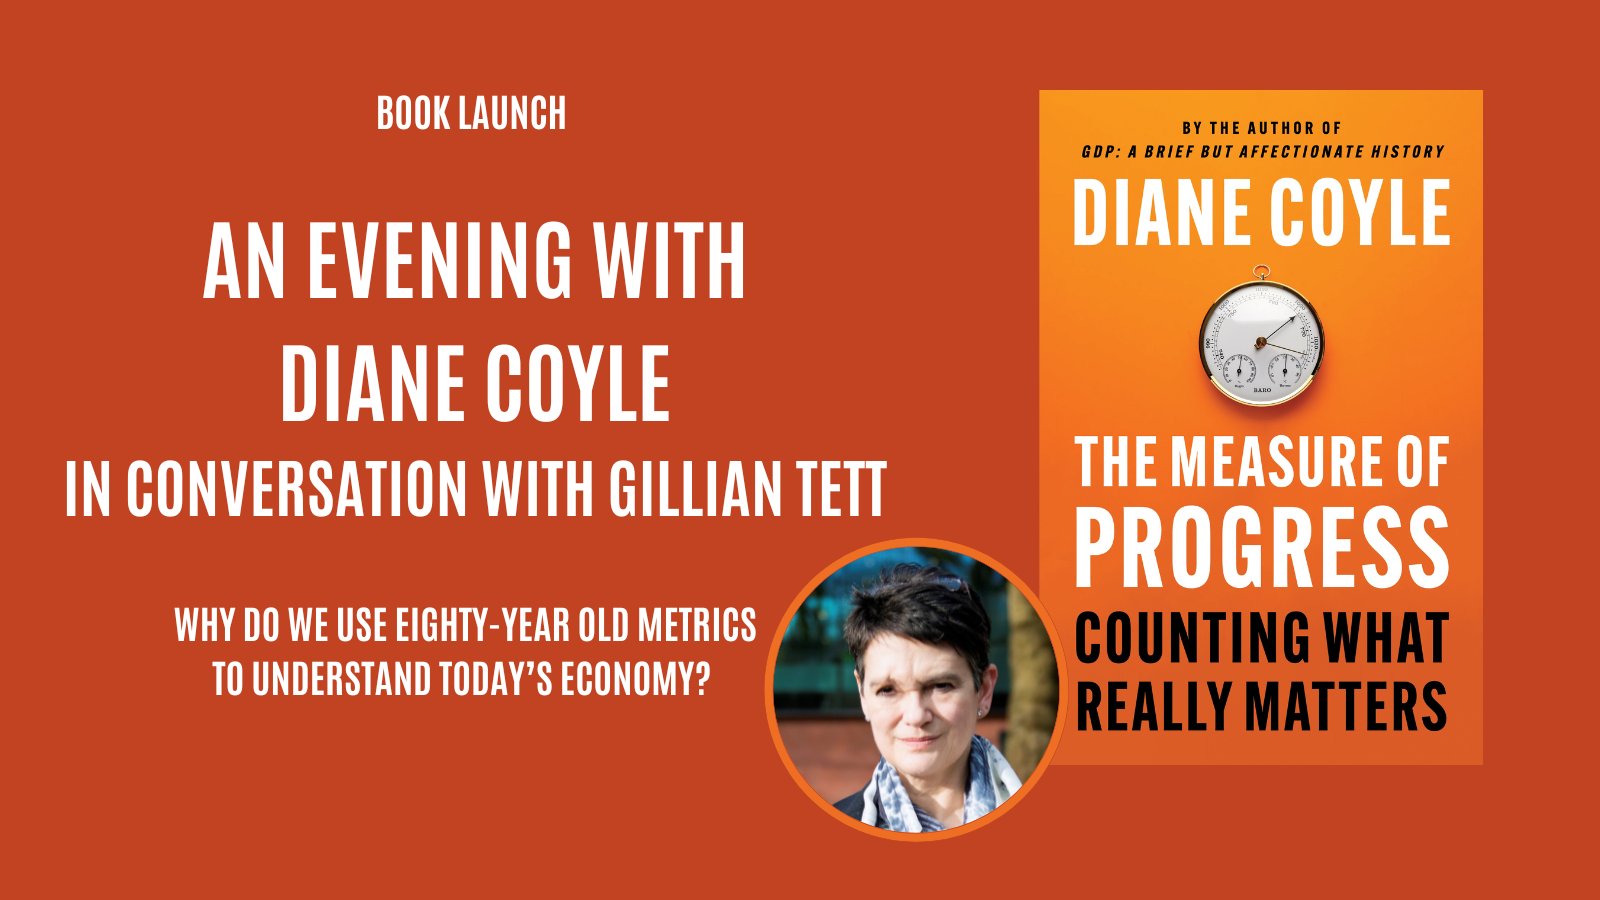 BOOK LAUNCH
AN EVENING WITH
DIANE COYLE
IN CONVERSATION WITH GILLIAN TETT
WHY DO WE USE EIGHTY-YEAR OLD METRICS
TO UNDERSTAND TODAY'S ECONOMY?
BY THE AUTHOR OF
GDP: A BRIEF BUT AFFECTIONATE HISTORY
DIANE COYLE
BARO
THE MEASURE OF
PROGRESS
COUNTING WHAT
REALLY MATTERS